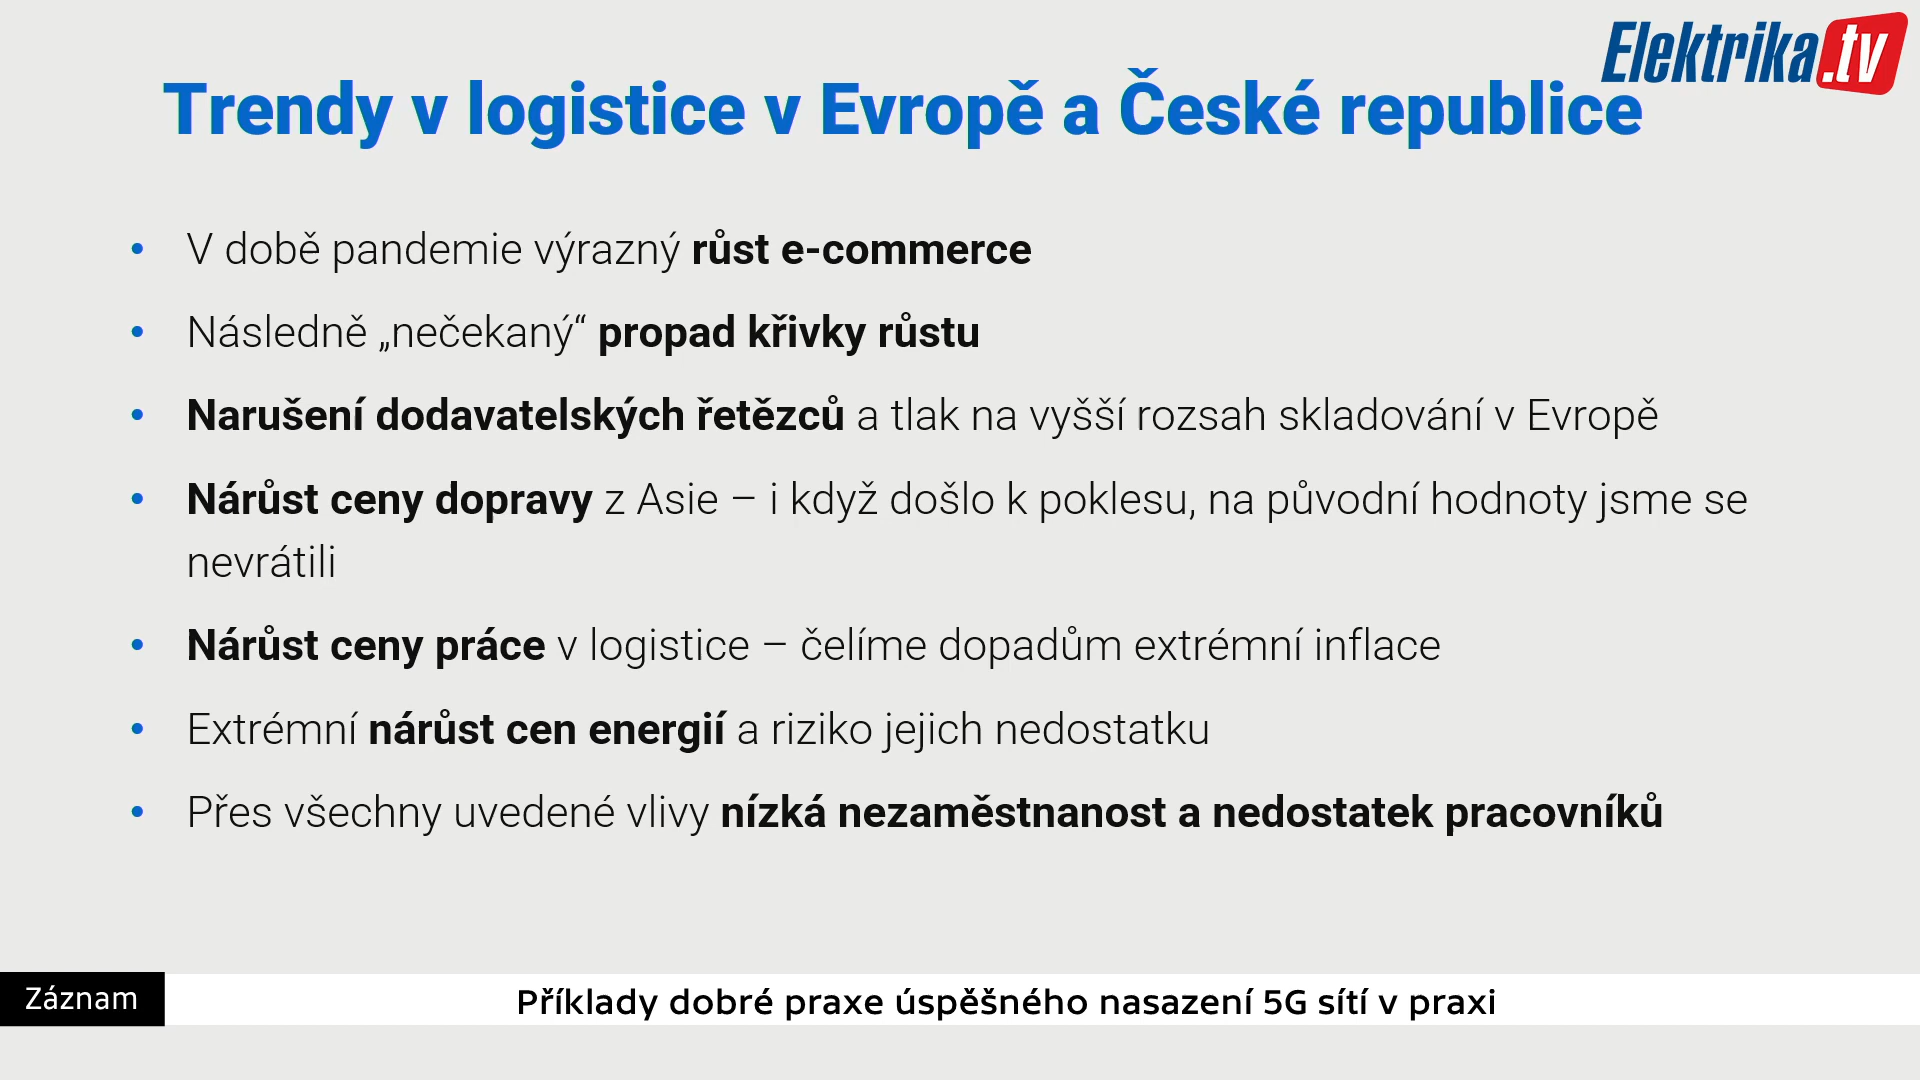 Elektrika.tv
Trendy v logistice v Evropě a České republice
• V době pandemie výrazný růst e-commerce
• Následně „nečekaný“ propad křivky růstu
• Narušení dodavatelských řetězců a tlak na vyšší rozsah skladování v Evropě
• Nárůst ceny dopravy z Asie – i když došlo k poklesu, na původní hodnoty jsme se
nevrátili
• Nárůst ceny práce v logistice – čelíme dopadům extrémní inflace
• Extrémní nárůst cen energií a riziko jejich nedostatku
• Přes všechny uvedené vlivy nízká nezaměstnanost a nedostatek pracovníků
Záznam
Příklady dobré praxe úspěšného nasazení 5G sítí v praxi